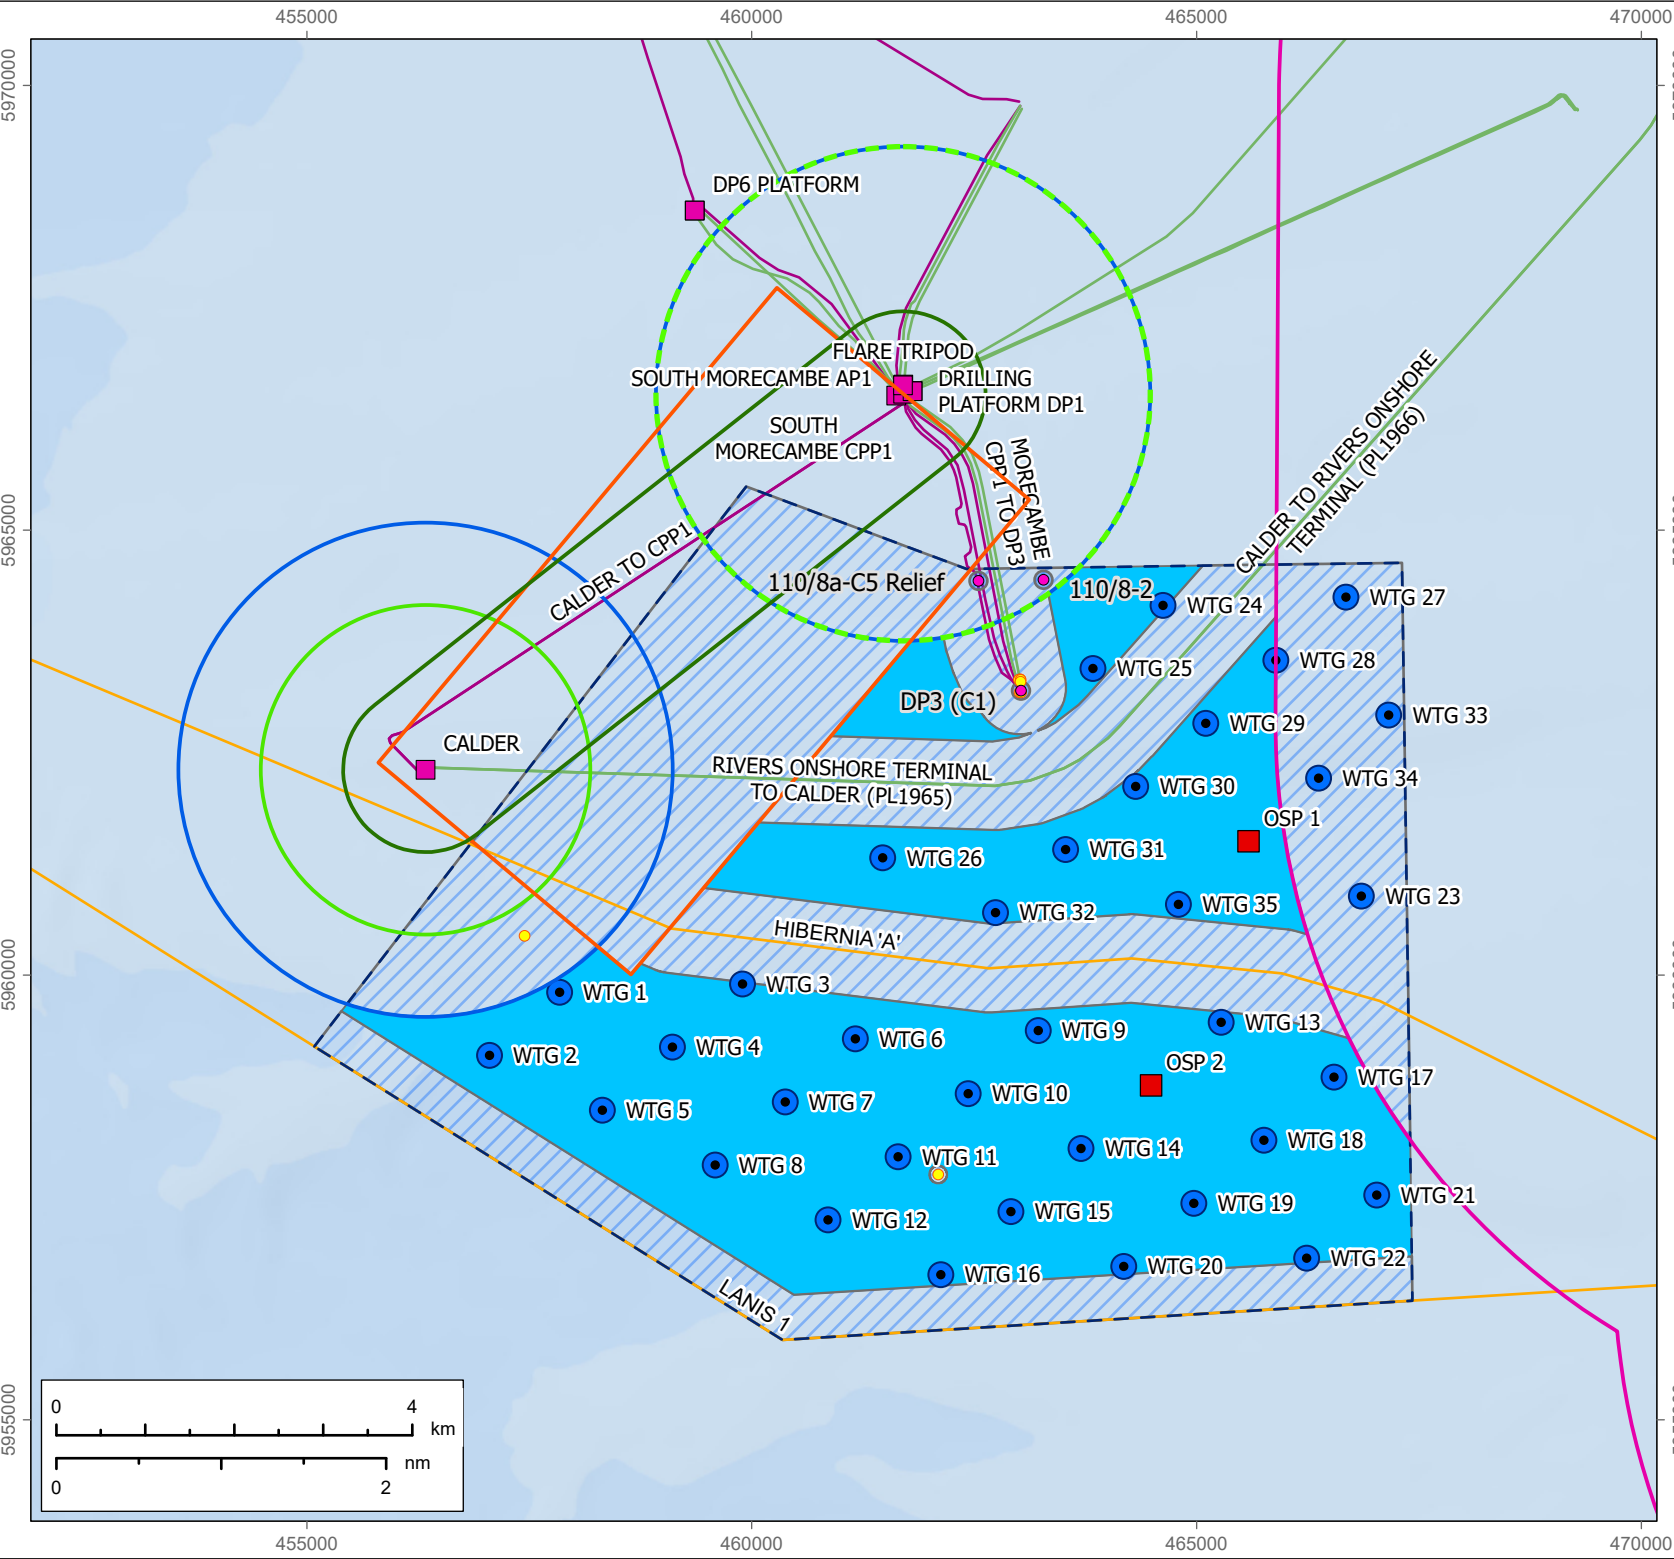 455000
460000
465000
470000
5970000
5965000
5960000
5955000
DP6 PLATFORM
FLARE TRIPOD
SOUTH MORECAMBE AP1
DRILLING
PLATFORM DP1
SOUTH
MORECAMBE CPP1
MORECAMBE
CPP1 TO DP3
CALDER TO RIVERS ONSHORE
TERMINAL (PL1966)
CALDER TO CPP1
110/8a-C5 Relief
110/8-2
WTG 24
WTG 27
WTG 25
WTG 28
DP3 (C1)
WTG 33
WTG 29
CALDER
RIVERS ONSHORE TERMINAL
TO CALDER (PL1965)
WTG 34
WTG 30
OSP 1
WTG 26
WTG 31
WTG 23
WTG 32
WTG 35
HIBERNIA 'A'
WTG 1
WTG 3
WTG 13
WTG 9
WTG 6
WTG 4
WTG 2
OSP 2
WTG 17
WTG 10
WTG 7
WTG 5
WTG 18
WTG 14
WTG 11
WTG 8
WTG 21
WTG 19
WTG 15
WTG 12
WTG 22
WTG 20
WTG 16
LANIS 1
0
4
km
nm
0
2
455000
460000
465000
470000